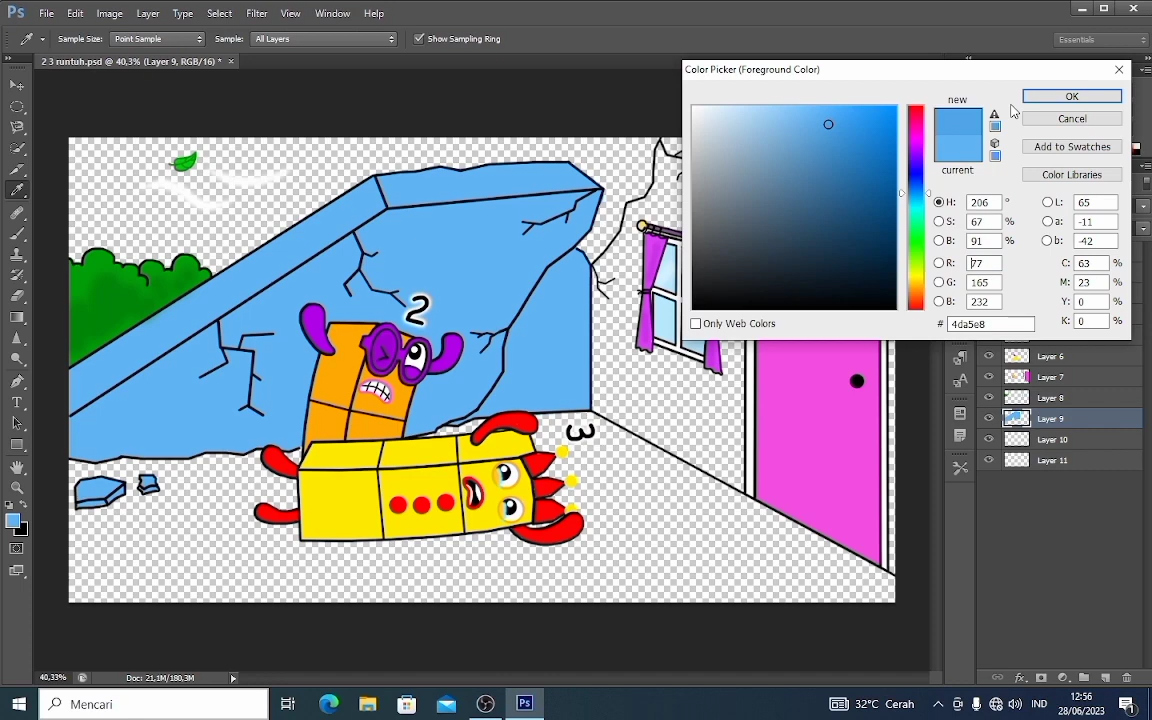 Ps File Edit Image Layer Type Select Filter View Window Help
Sample Size: Point Sample Sample: All Layers Show Sampling Ring Essentials
2 3 runtuh.psd @ 40,3% (Layer 9, RGB/16) * ×
Color Picker (Foreground Color)
new
OK
Cancel
Add to Swatches
current
Color Libraries
H: 206 ° L: 65
S: 67 % a: -11
B: 91 % b: -42
R: 77 C: 63 %
G: 165 M: 23 %
B: 232 Y: 0 %
# 4da5e8 K: 0 %
Only Web Colors
2
3
Layer 6
Layer 7
Layer 8
Layer 9
Layer 10
Layer 11
40,33% Doc: 21,1M/180,3M
Mencari
32°C Cerah
IND
12:56
28/06/2023
1